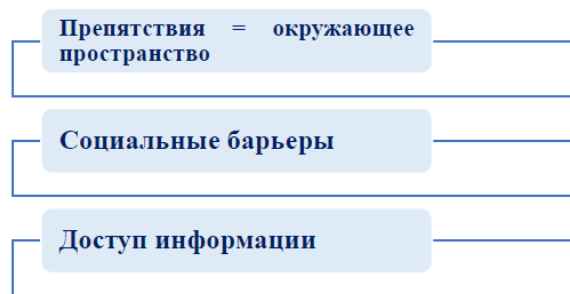 Препятствия = окружающее
пространство
Социальные барьеры
Доступ информации